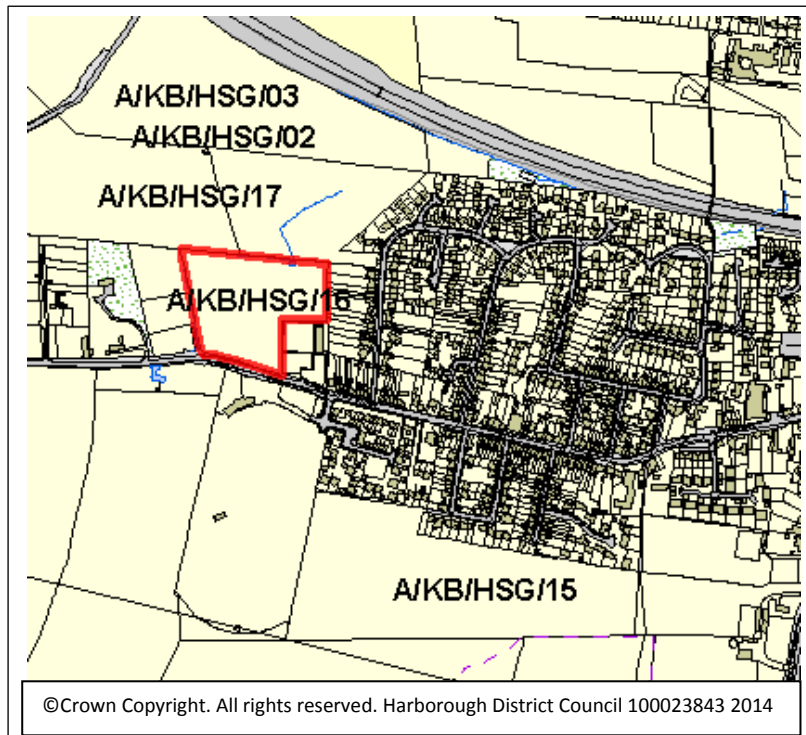 A/KB/HSG/03
A/KB/HSG/02
A/KB/HSG/17
A/KB/HSG/16
A/KB/HSG/15
©Crown Copyright. All rights reserved. Harborough District Council 100023843 2014